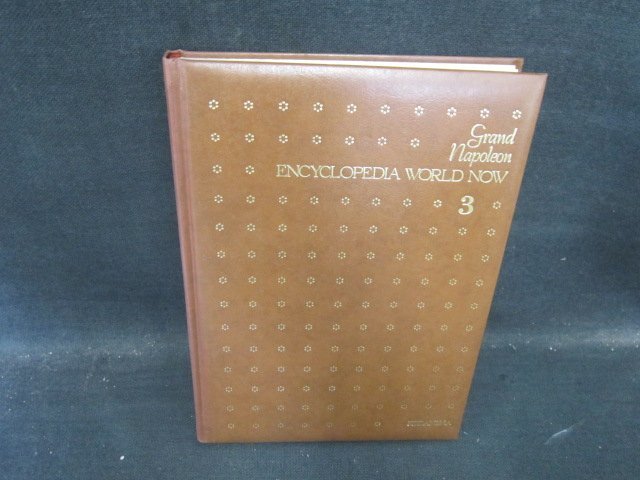 Grand
Napoleon
ENCYCLOPEDIA WORLD NOW
3